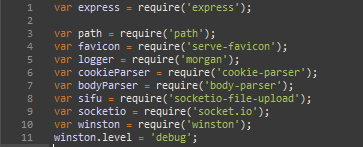 1 var express = require('express');
2
3 var path = require('path');
4 var favicon = require('serve-favicon');
5 var logger = require('morgan');
6 var cookieParser = require('cookie-parser');
7 var bodyParser = require('body-parser');
8 var sifu = require('socketio-file-upload');
9 var socketio = require('socket.io');
10 var winston = require('winston');
11 winston.level = 'debug';